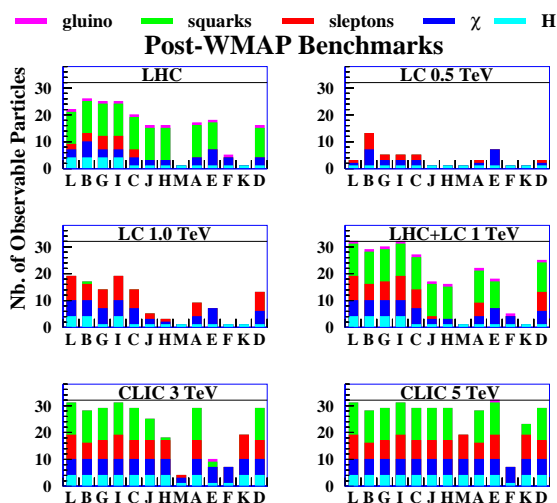 gluino squarks sleptons χ H
Post-WMAP Benchmarks
Nb. of Observable Particles
LHC
30
20
10
0
L B G I C J H M A E F K D
LC 0.5 TeV
30
20
10
0
L B G I C J H M A E F K D
LC 1.0 TeV
30
20
10
0
L B G I C J H M A E F K D
LHC+LC 1 TeV
30
20
10
0
L B G I C J H M A E F K D
CLIC 3 TeV
30
20
10
0
L B G I C J H M A E F K D
CLIC 5 TeV
30
20
10
0
L B G I C J H M A E F K D